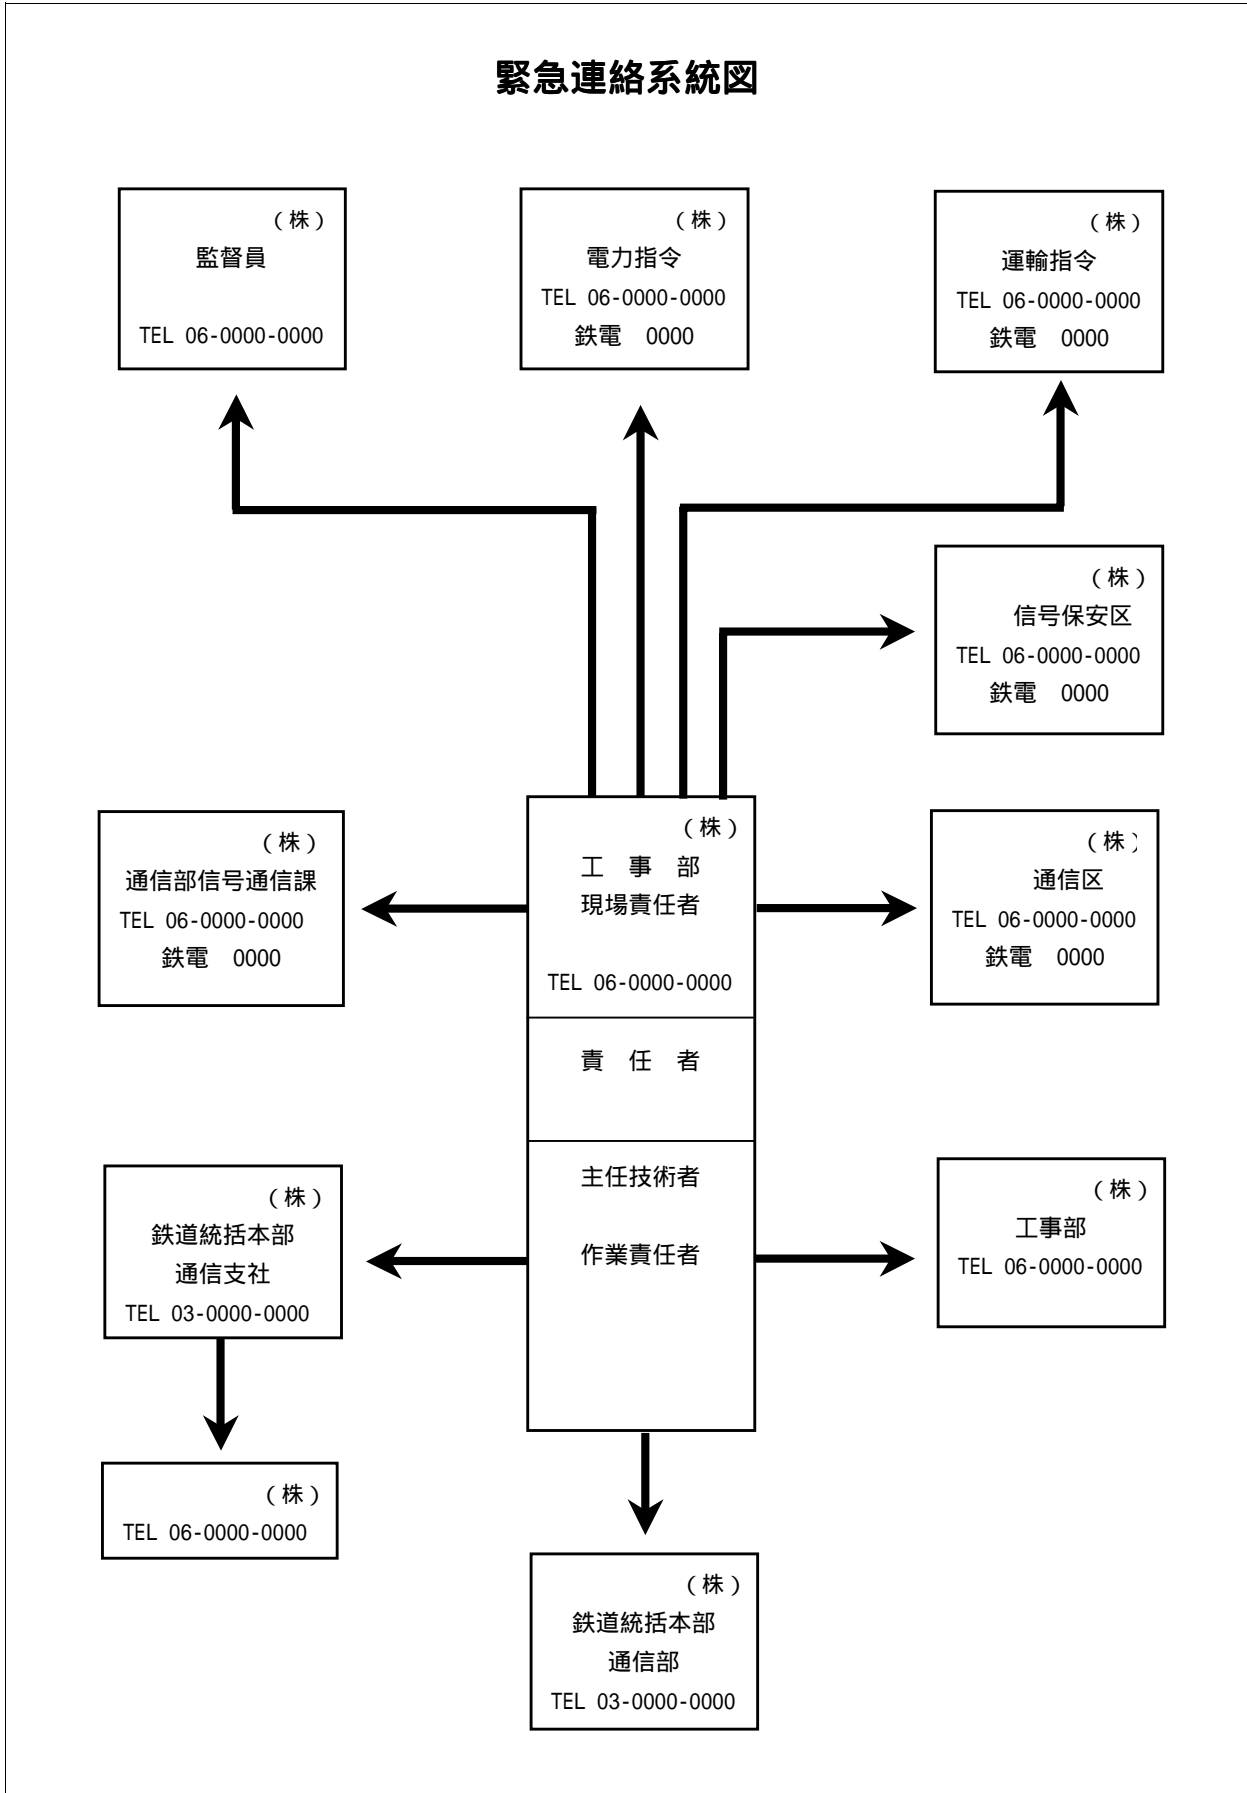 緊急連絡系統図
（株）
監督員
TEL 06-0000-0000
（株）
電力指令
TEL 06-0000-0000
鉄電　0000
（株）
運輸指令
TEL 06-0000-0000
鉄電　0000
（株）
信号保安区
TEL 06-0000-0000
鉄電　0000
（株）
通信部信号通信課
TEL 06-0000-0000
鉄電　0000
（株）
工　事　部
現場責任者
TEL 06-0000-0000
責　任　者
主任技術者
作業責任者
（株）
通信区
TEL 06-0000-0000
鉄電　0000
（株）
鉄道統括本部
通信支社
TEL 03-0000-0000
（株）
工事部
TEL 06-0000-0000
（株）
TEL 06-0000-0000
（株）
鉄道統括本部
通信部
TEL 03-0000-0000